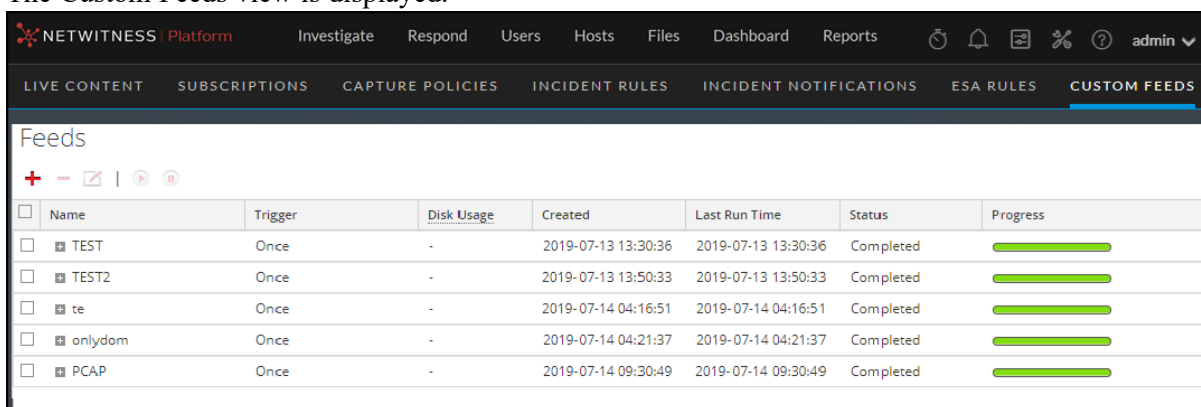 The Custom Feeds view is displayed.
NETWITNESS Platform Investigate Respond Users Hosts Files Dashboard Reports admin
LIVE CONTENT SUBSCRIPTIONS CAPTURE POLICIES INCIDENT RULES INCIDENT NOTIFICATIONS ESA RULES CUSTOM FEEDS
Feeds
Name Trigger Disk Usage Created Last Run Time Status Progress
TEST Once - 2019-07-13 13:30:36 2019-07-13 13:30:36 Completed
TEST2 Once - 2019-07-13 13:50:33 2019-07-13 13:50:33 Completed
te Once - 2019-07-14 04:16:51 2019-07-14 04:16:51 Completed
onlydom Once - 2019-07-14 04:21:37 2019-07-14 04:21:37 Completed
PCAP Once - 2019-07-14 09:30:49 2019-07-14 09:30:49 Completed